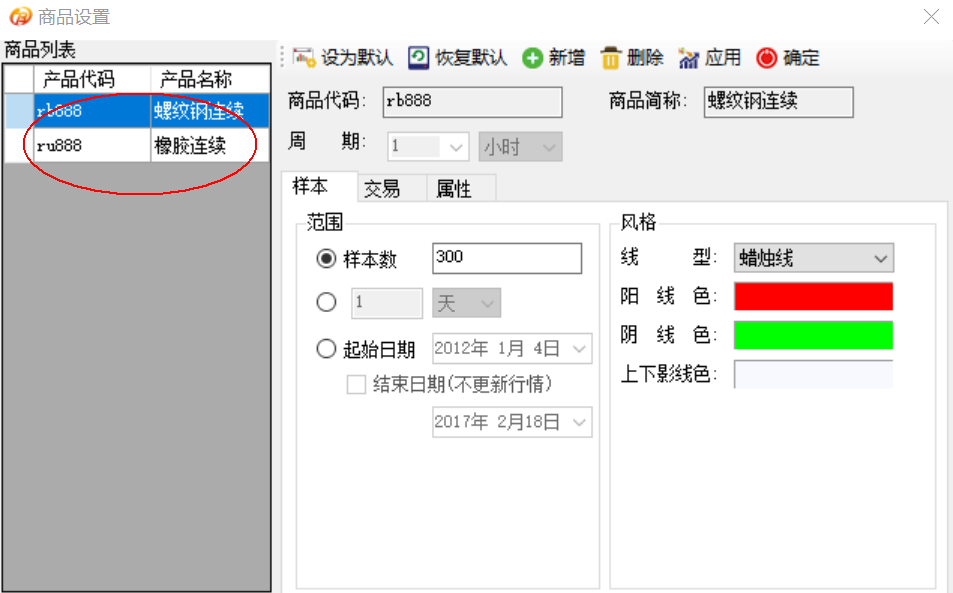 商品设置
商品列表
产品代码 产品名称
rb888 螺纹钢连续
ru888 橡胶连续
设为默认 恢复默认 新增 删除 应用 确定
商品代码: rb888 商品简称: 螺纹钢连续
周 期: 1 小时
样本 交易 属性
范围
样本数 300
1 天
起始日期 2012年 1月 4日
结束日期(不更新行情)
2017年 2月18日
风格
线 型: 蜡烛线
阳 线 色:
阴 线 色:
上下影线色: